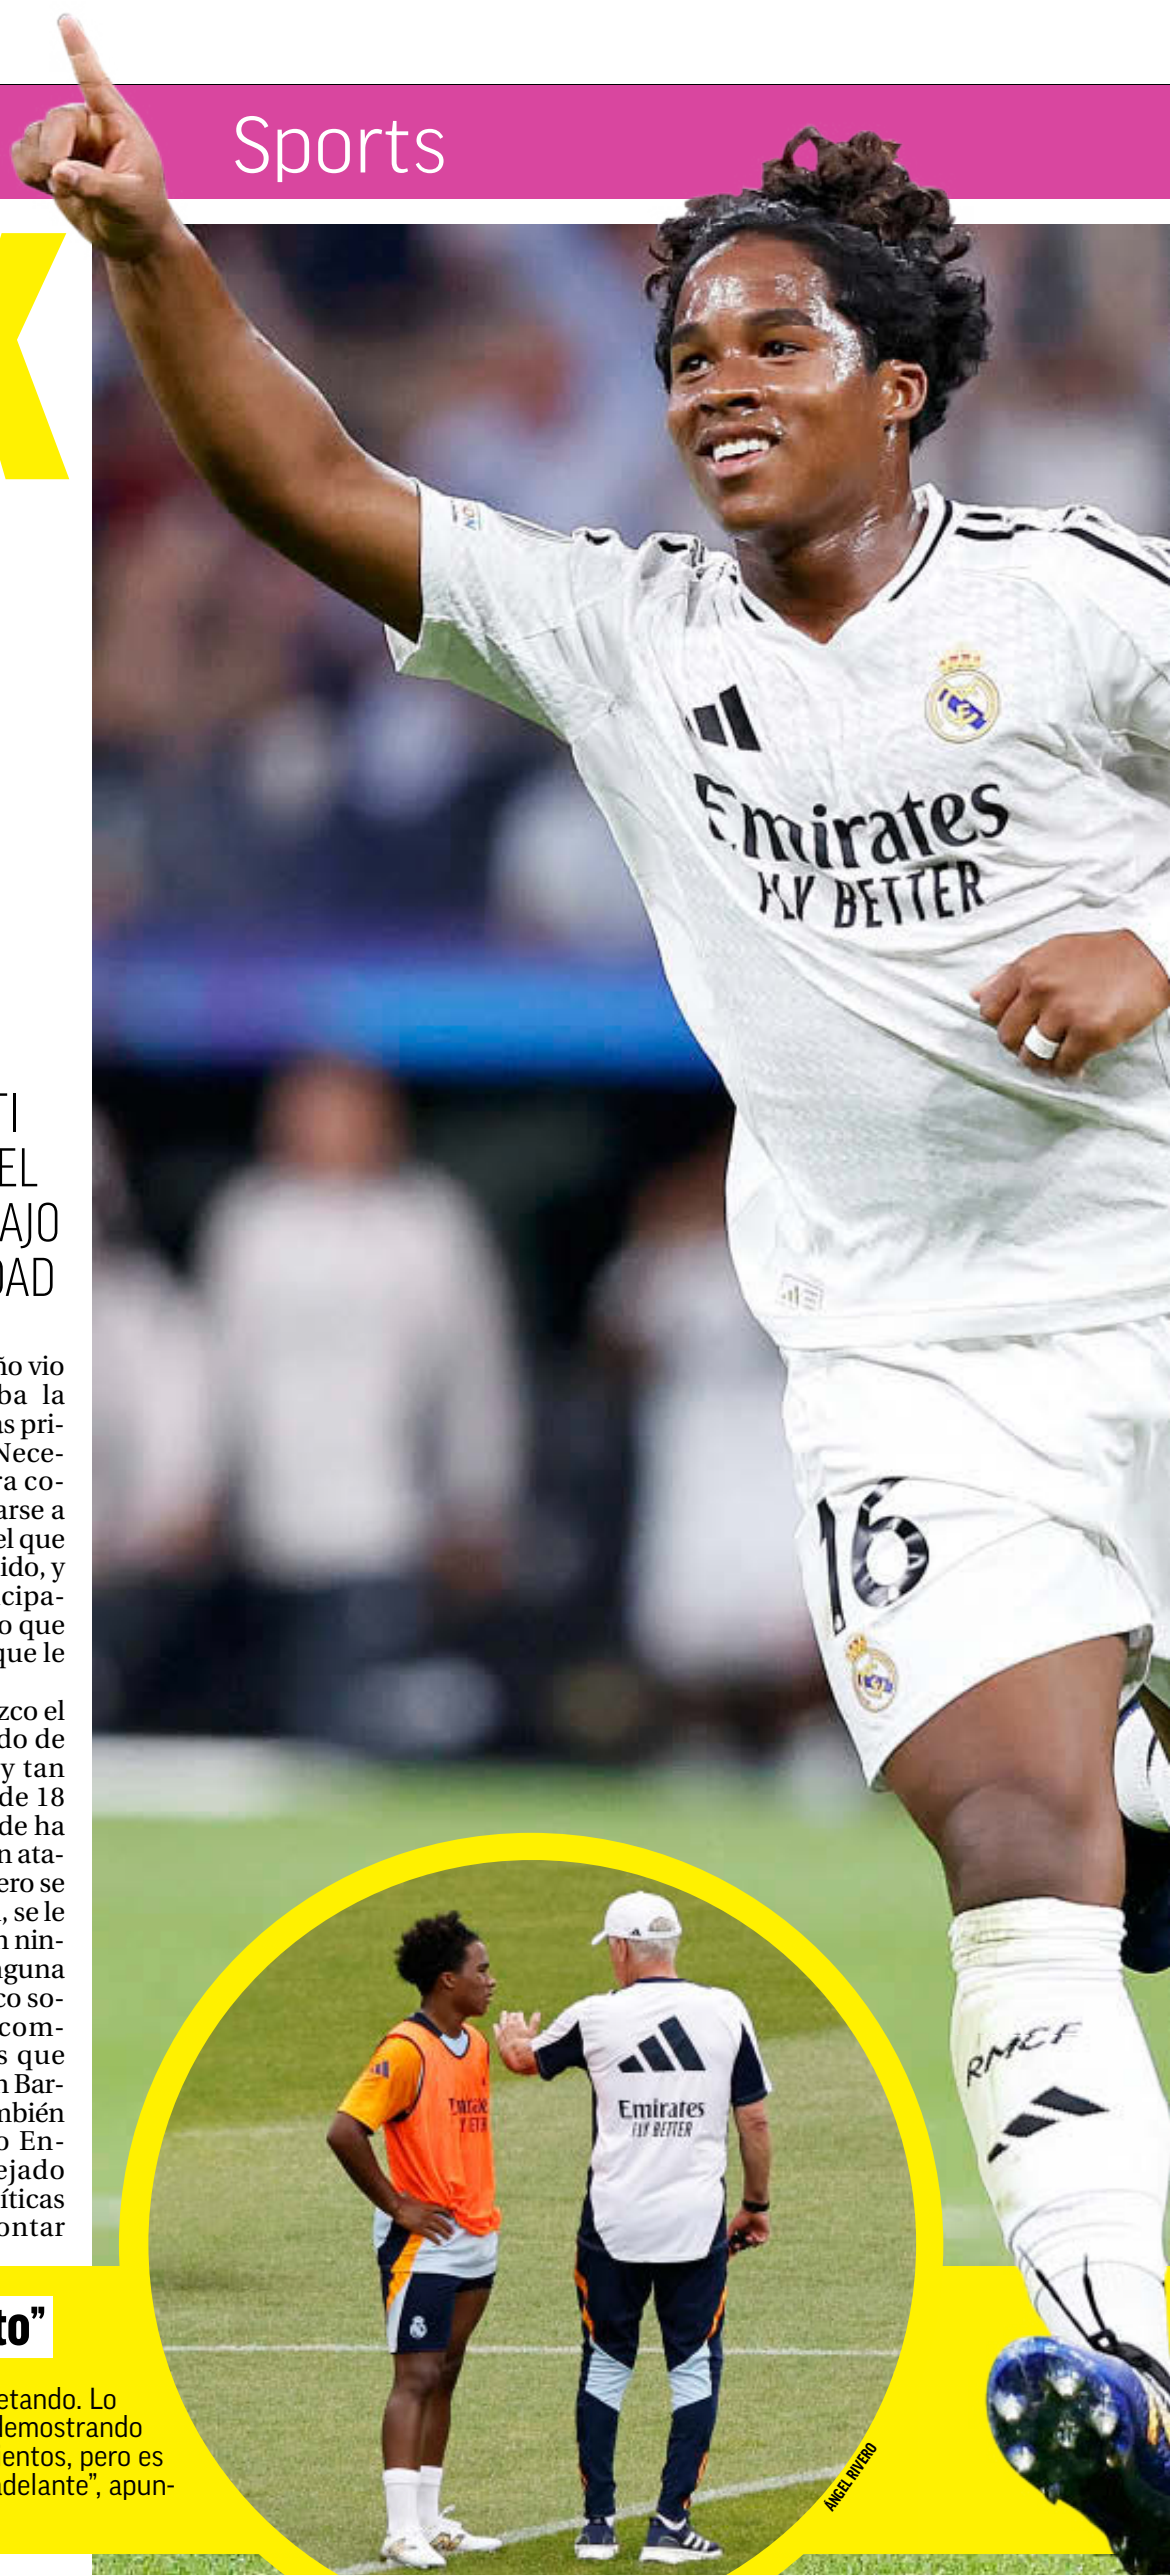 Sports
TI
EL
AJO
DAD
ño vio
ba la
as pri-
Nece-
ra co-
arse a
el que
ido, y
cipa-
o que
que le
zco el
do de
y tan
de 18
de ha
n ata-
ero se
, se le
n nin-
nguna
co so-
com-
s que
n Bar-
mbién
o En-
ejado
íticas
ontar
to”
etando. Lo
demostrando
entos, pero es
adelante”, apun-
Emirates
FLY BETTER
16
RMCF
Emirates
FLY BETTER
ÁNGEL RIVERO